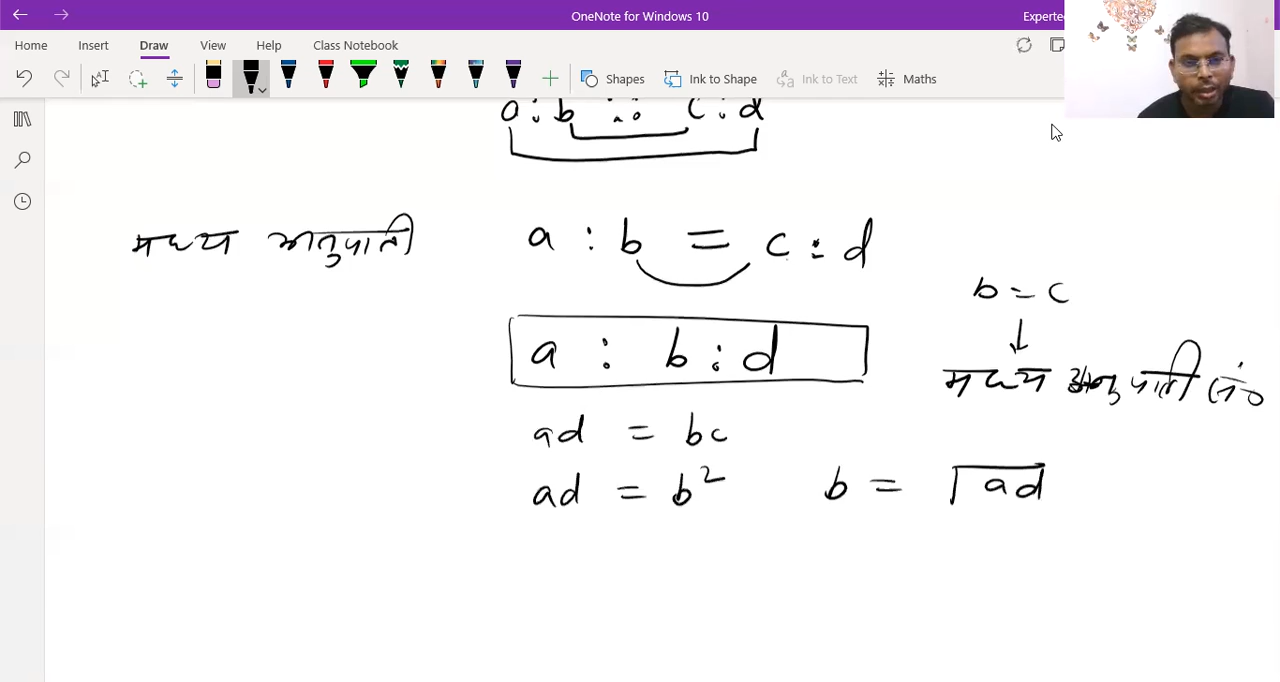 OneNote for Windows 10
Home Insert Draw View Help Class Notebook
Shapes Ink to Shape Ink to Text Maths
a : b :: c : d
मध्य अनुपाती a : b = c : d
b = c
a : b : d
मध्य अनुपाती
ad = bc
ad = b² b = √ad